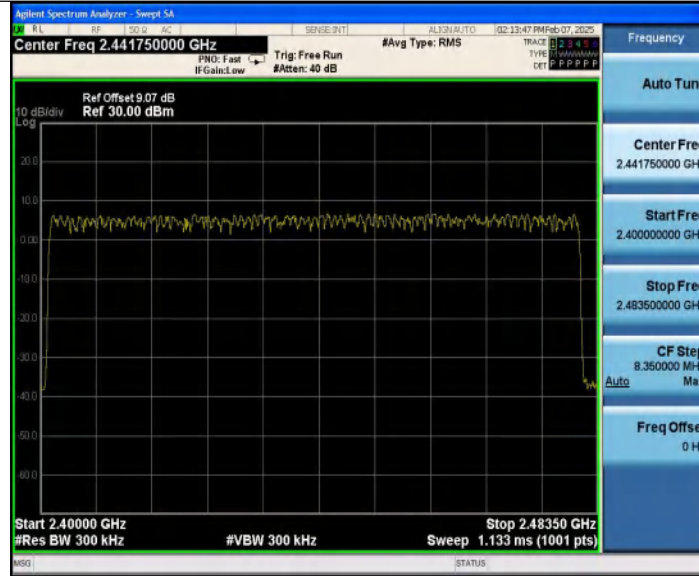 Agilent Spectrum Analyzer - Swept SA
RL RF 50 Ω AC SENSE:INT ALIGNAUTO 02:13:47 PM Feb 07, 2025
Center Freq 2.441750000 GHz
PNO: Fast
IFGain:Low
Trig: Free Run
#Atten: 40 dB
#Avg Type: RMS
TRACE 1 2 3 4 5 6
TYPE
DET P P P P P P
Ref Offset 9.07 dB
10 dB/div Ref 30.00 dBm
Log
20.0
10.0
0.00
-10.0
-20.0
-30.0
-40.0
-50.0
-60.0
Start 2.40000 GHz Stop 2.48350 GHz
#Res BW 300 kHz #VBW 300 kHz Sweep 1.133 ms (1001 pts)
MSG STATUS
Frequency
Auto Tun
Center Fre
2.441750000 GH
Start Fre
2.400000000 GH
Stop Fre
2.483500000 GH
CF Step
8.350000 MH
Auto Ma
Freq Offse
0 H